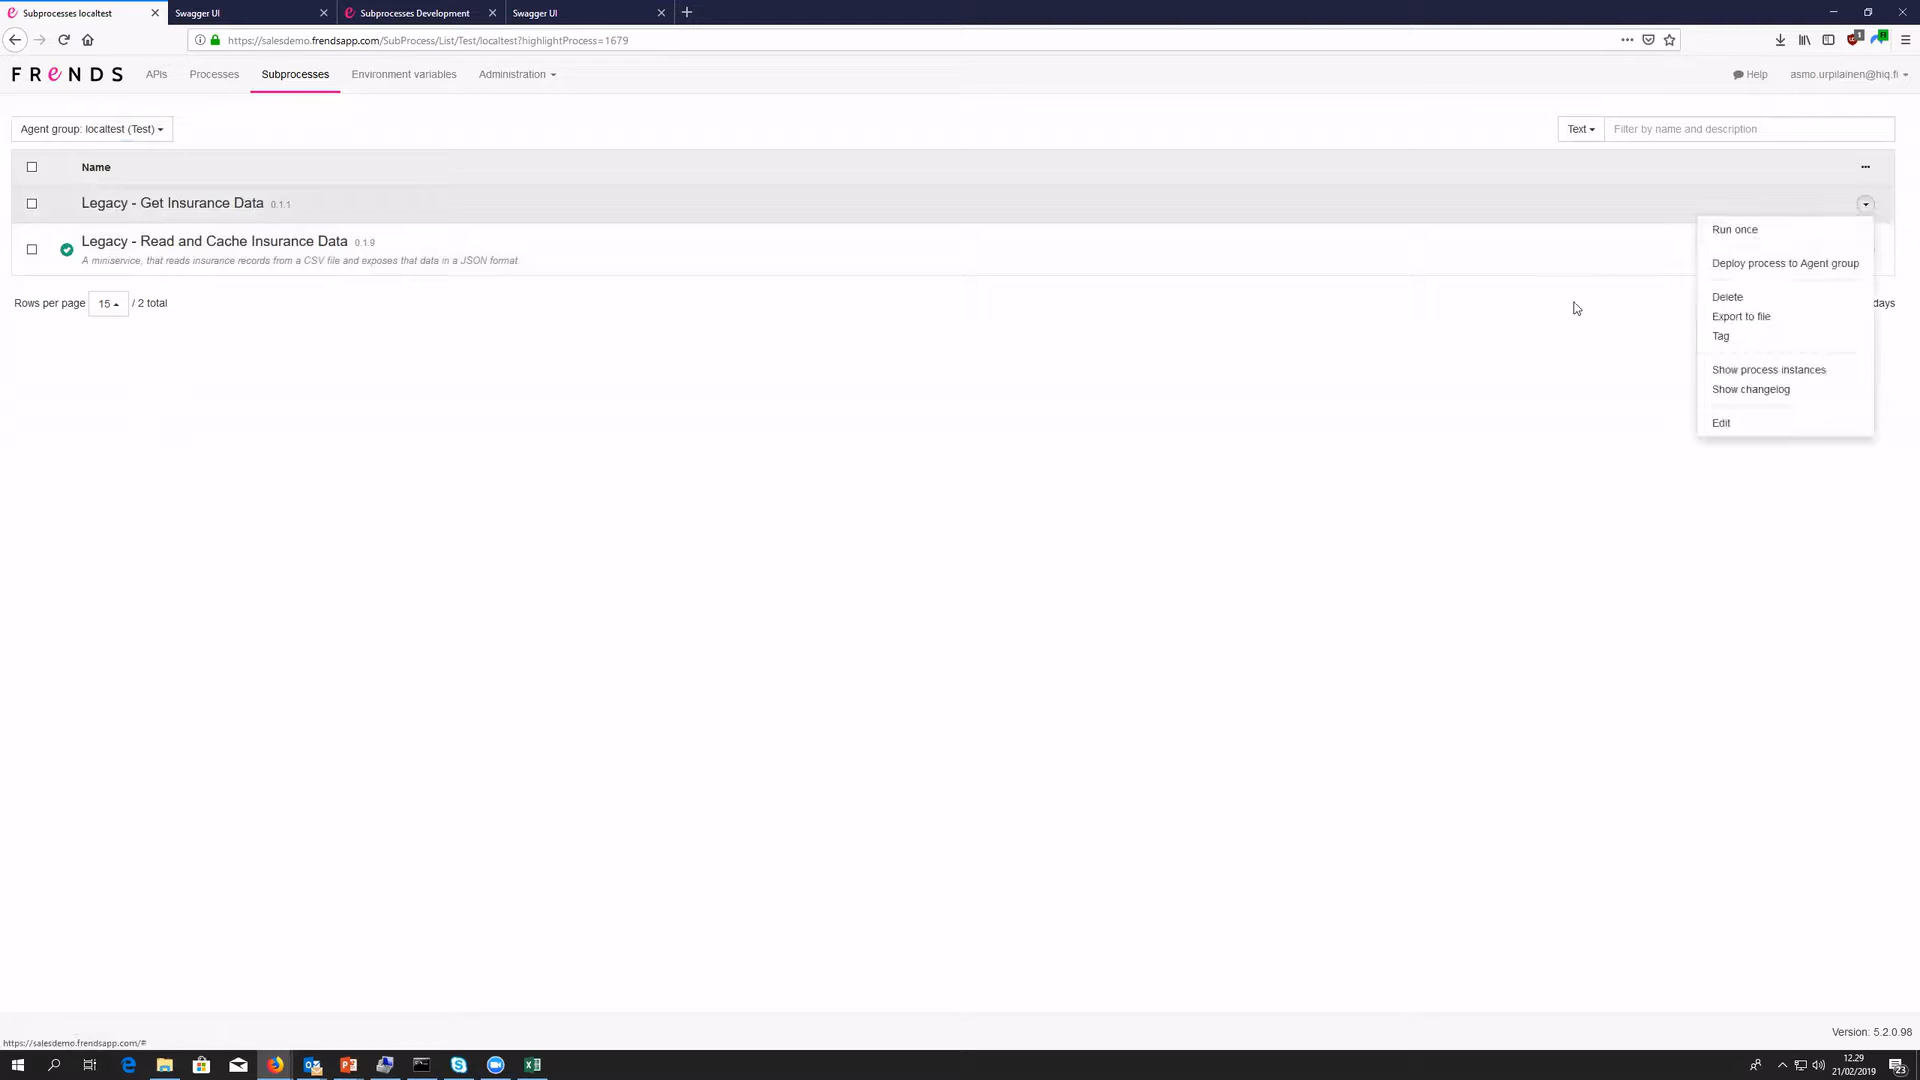 Subprocesses localtest
Swagger UI
Subprocesses Development
Swagger UI
https://salesdemo.frendsapp.com/SubProcess/List/Test/localtest?highlightProcess=1679
1
FRENDS
APIs
Processes
Subprocesses
Environment variables
Administration
Help
asmo.urpilainen@hiq.fi
Agent group: localtest (Test)
Text
Filter by name and description
Name
Legacy - Get Insurance Data 0.1.1
Legacy - Read and Cache Insurance Data 0.1.9
A miniservice, that reads insurance records from a CSV file and exposes that data in a JSON format.
Run once
Deploy process to Agent group
Delete
Export to file
Tag
Show process instances
Show changelog
Edit
Rows per page 15 / 2 total
days
Version: 5.2.0.98
https://salesdemo.frendsapp.com/#
12.29
21/02/2019
23